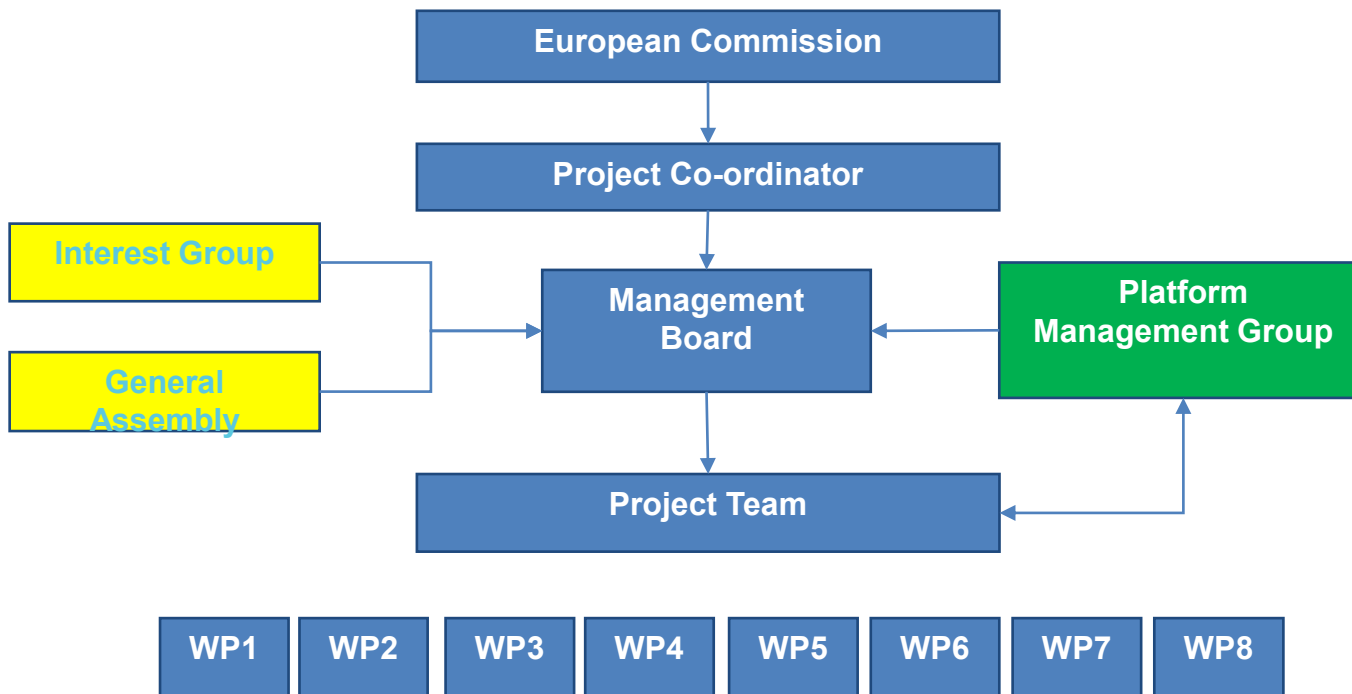 European Commission
Project Co-ordinator
Interest Group
Management
Board
Platform
Management Group
General
Assembly
Project Team
WP1
WP2
WP3
WP4
WP5
WP6
WP7
WP8